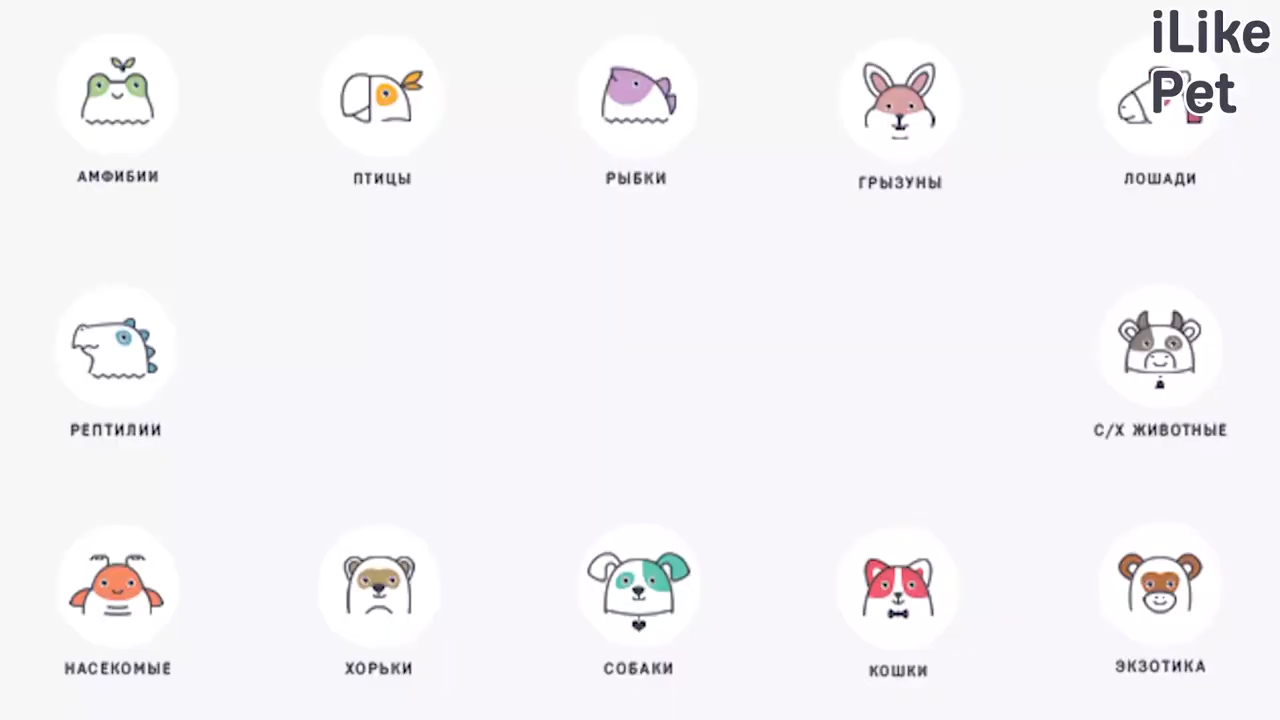 iLike
Pet
АМФИБИИ
ПТИЦЫ
РЫБКИ
ГРЫЗУНЫ
ЛОШАДИ
РЕПТИЛИИ
С/Х ЖИВОТНЫЕ
НАСЕКОМЫЕ
ХОРЬКИ
СОБАКИ
КОШКИ
ЭКЗОТИКА